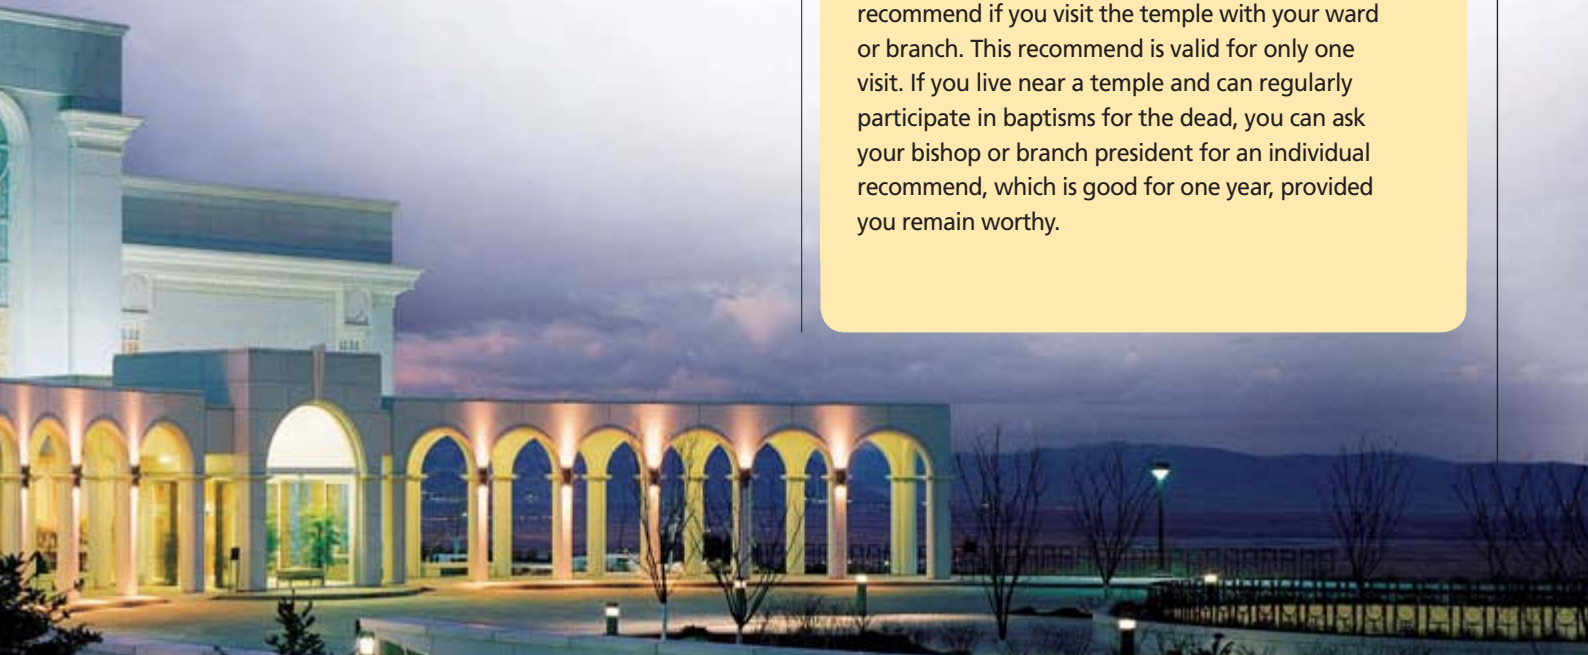 recommend if you visit the temple with your ward
or branch. This recommend is valid for only one
visit. If you live near a temple and can regularly
participate in baptisms for the dead, you can ask
your bishop or branch president for an individual
recommend, which is good for one year, provided
you remain worthy.